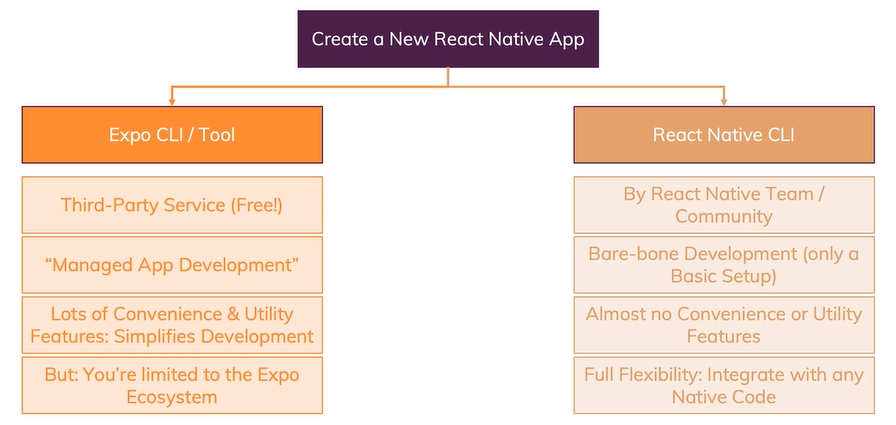 Create a New React Native App
Expo CLI / Tool
Third-Party Service (Free!)
“Managed App Development”
Lots of Convenience & Utility
Features: Simplifies Development
But: You’re limited to the Expo
Ecosystem
React Native CLI
By React Native Team /
Community
Bare-bone Development (only a
Basic Setup)
Almost no Convenience or Utility
Features
Full Flexibility: Integrate with any
Native Code